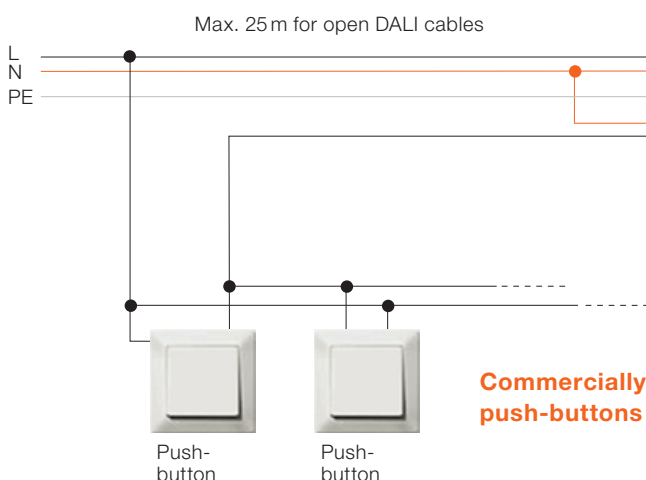 Max. 25 m for open DALI cables
L
N
PE
Commercially
push-buttons
Push-
button
Push-
button